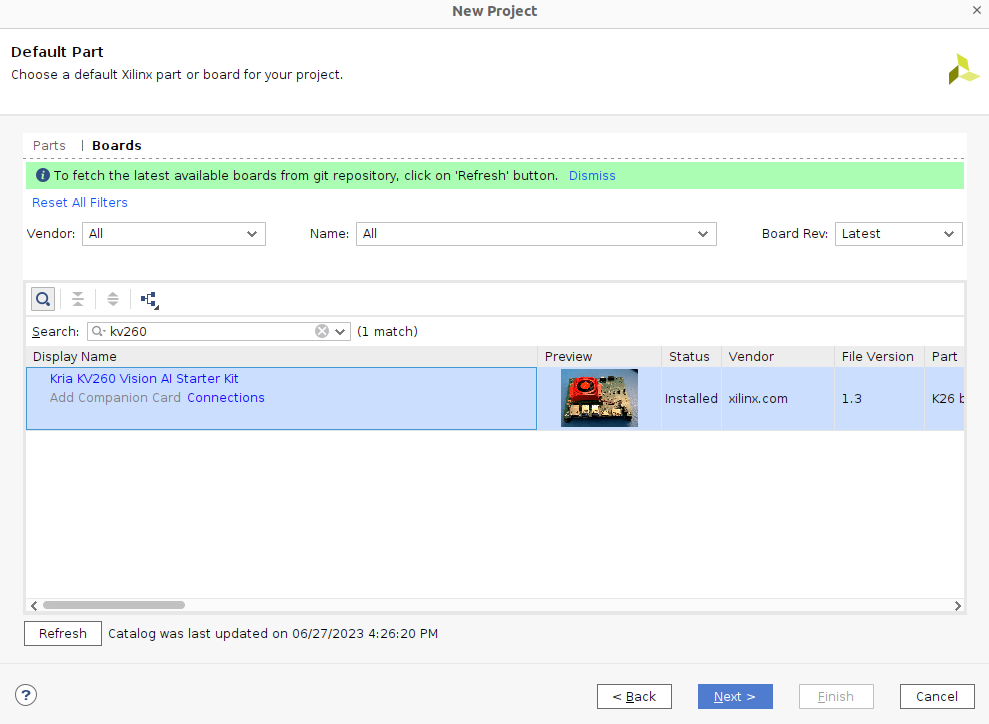 New Project
Default Part
Choose a default Xilinx part or board for your project.
Parts | Boards
To fetch the latest available boards from git repository, click on 'Refresh' button. Dismiss
Reset All Filters
Vendor: All Name: All Board Rev: Latest
Search: kv260 (1 match)
Display Name Preview Status Vendor File Version Part
Kria KV260 Vision AI Starter Kit
Add Companion Card Connections
Installed xilinx.com 1.3 K26 b
Refresh Catalog was last updated on 06/27/2023 4:26:20 PM
? < Back Next > Finish Cancel